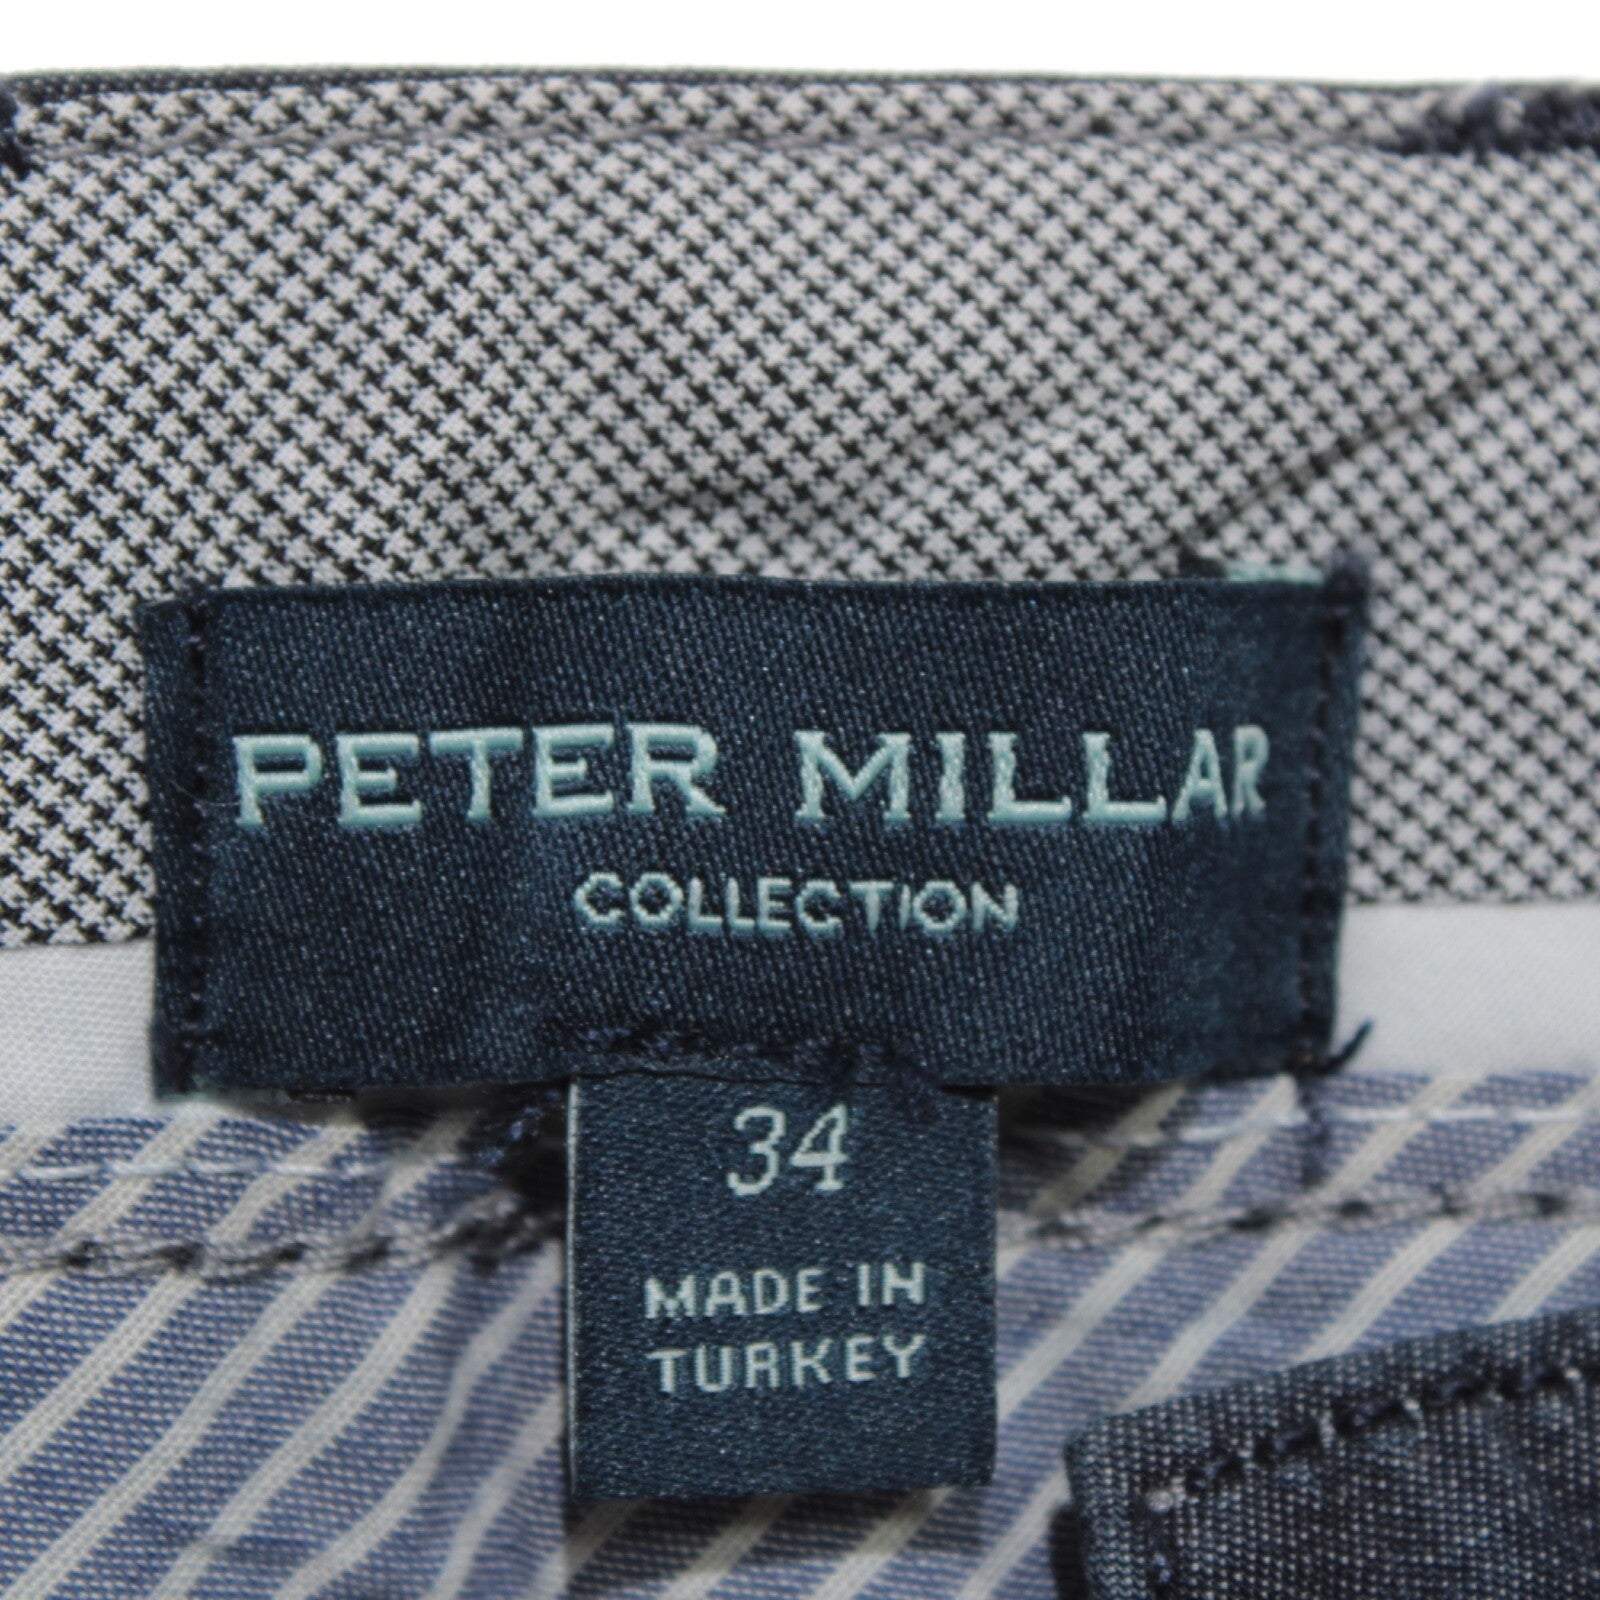 PETER MILLAR
COLLECTION
34
MADE IN
TURKEY